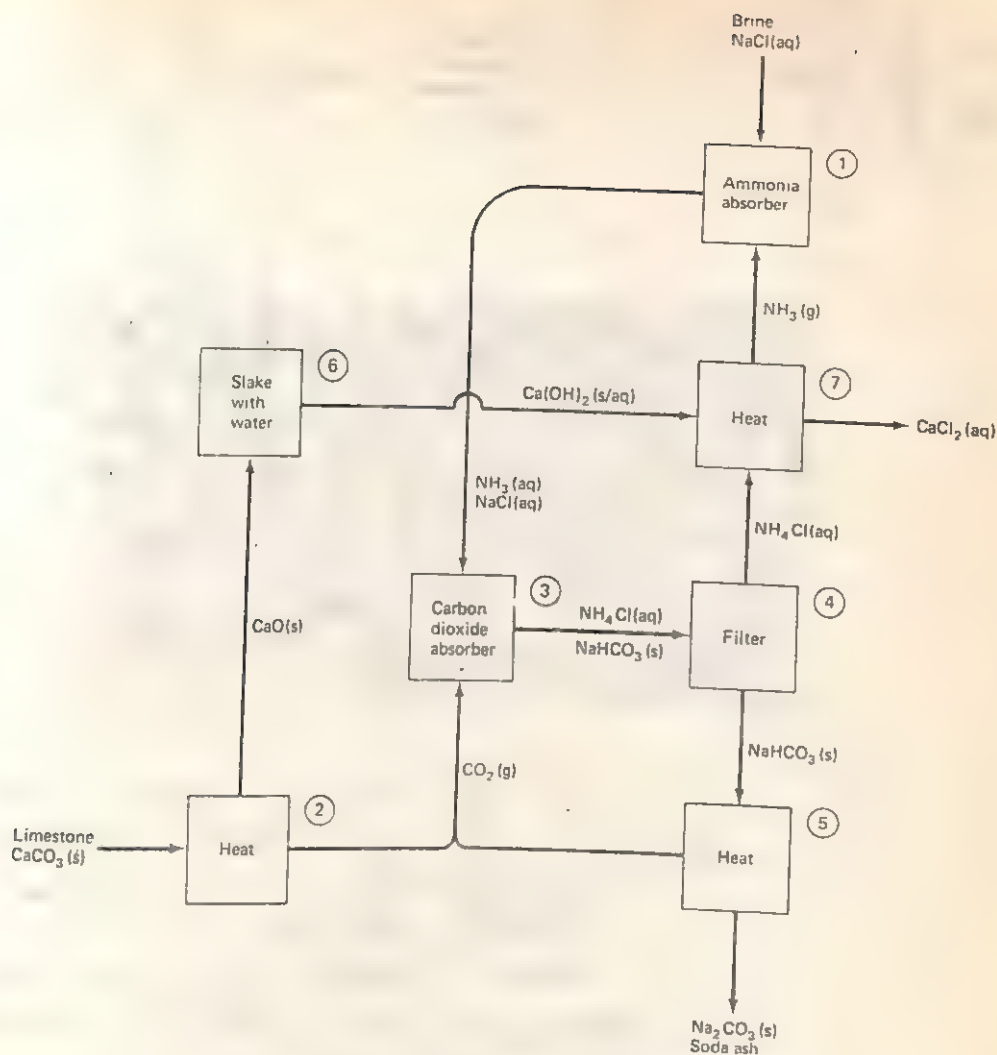 Brine
NaCl(aq)
1
Ammonia
absorber
NH₃(g)
6
Slake
with
water
Ca(OH)₂(s/aq)
7
Heat
CaCl₂(aq)
NH₃(aq)
NaCl(aq)
NH₄Cl(aq)
3
Carbon
dioxide
absorber
NH₄Cl(aq)
NaHCO₃(s)
4
Filter
CaO(s)
NaHCO₃(s)
CO₂(g)
2
Limestone
CaCO₃(s)
Heat
5
Heat
Na₂CO₃(s)
Soda ash